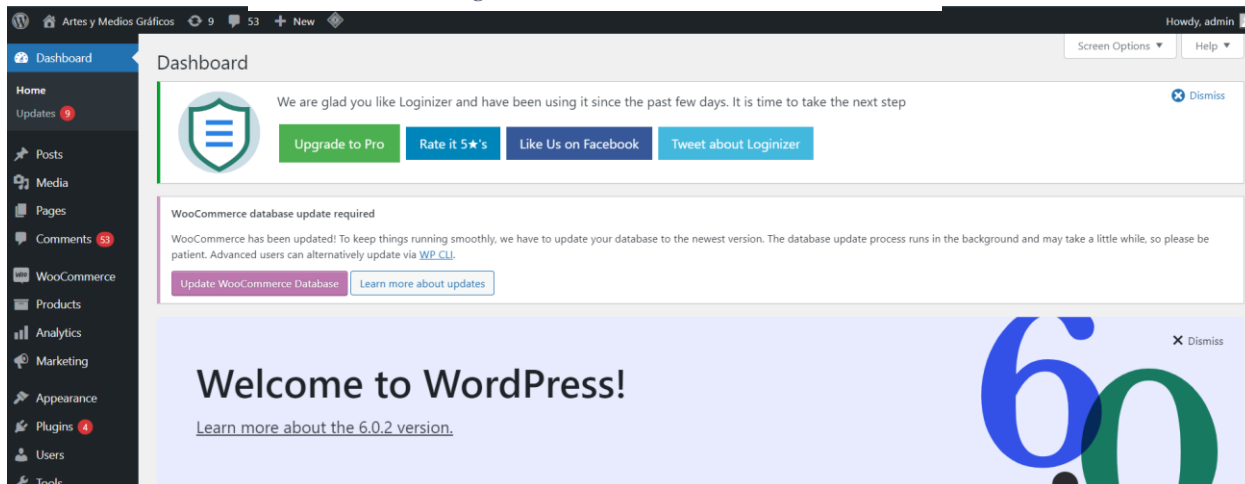 Artes y Medios Gráficos 9 53 + New Howdy, admin
Dashboard
Screen Options ▼ Help ▼
Dashboard
Home
Updates 9
Posts
Media
Pages
Comments 53
WooCommerce
Products
Analytics
Marketing
Appearance
Plugins 4
Users
Tools
We are glad you like Loginizer and have been using it since the past few days. It is time to take the next step
Dismiss
Upgrade to Pro Rate it 5★'s Like Us on Facebook Tweet about Loginizer
WooCommerce database update required
WooCommerce has been updated! To keep things running smoothly, we have to update your database to the newest version. The database update process runs in the background and may take a little while, so please be
patient. Advanced users can alternatively update via WP CLI.
Update WooCommerce Database Learn more about updates
Dismiss
Welcome to WordPress!
Learn more about the 6.0.2 version.
6.0